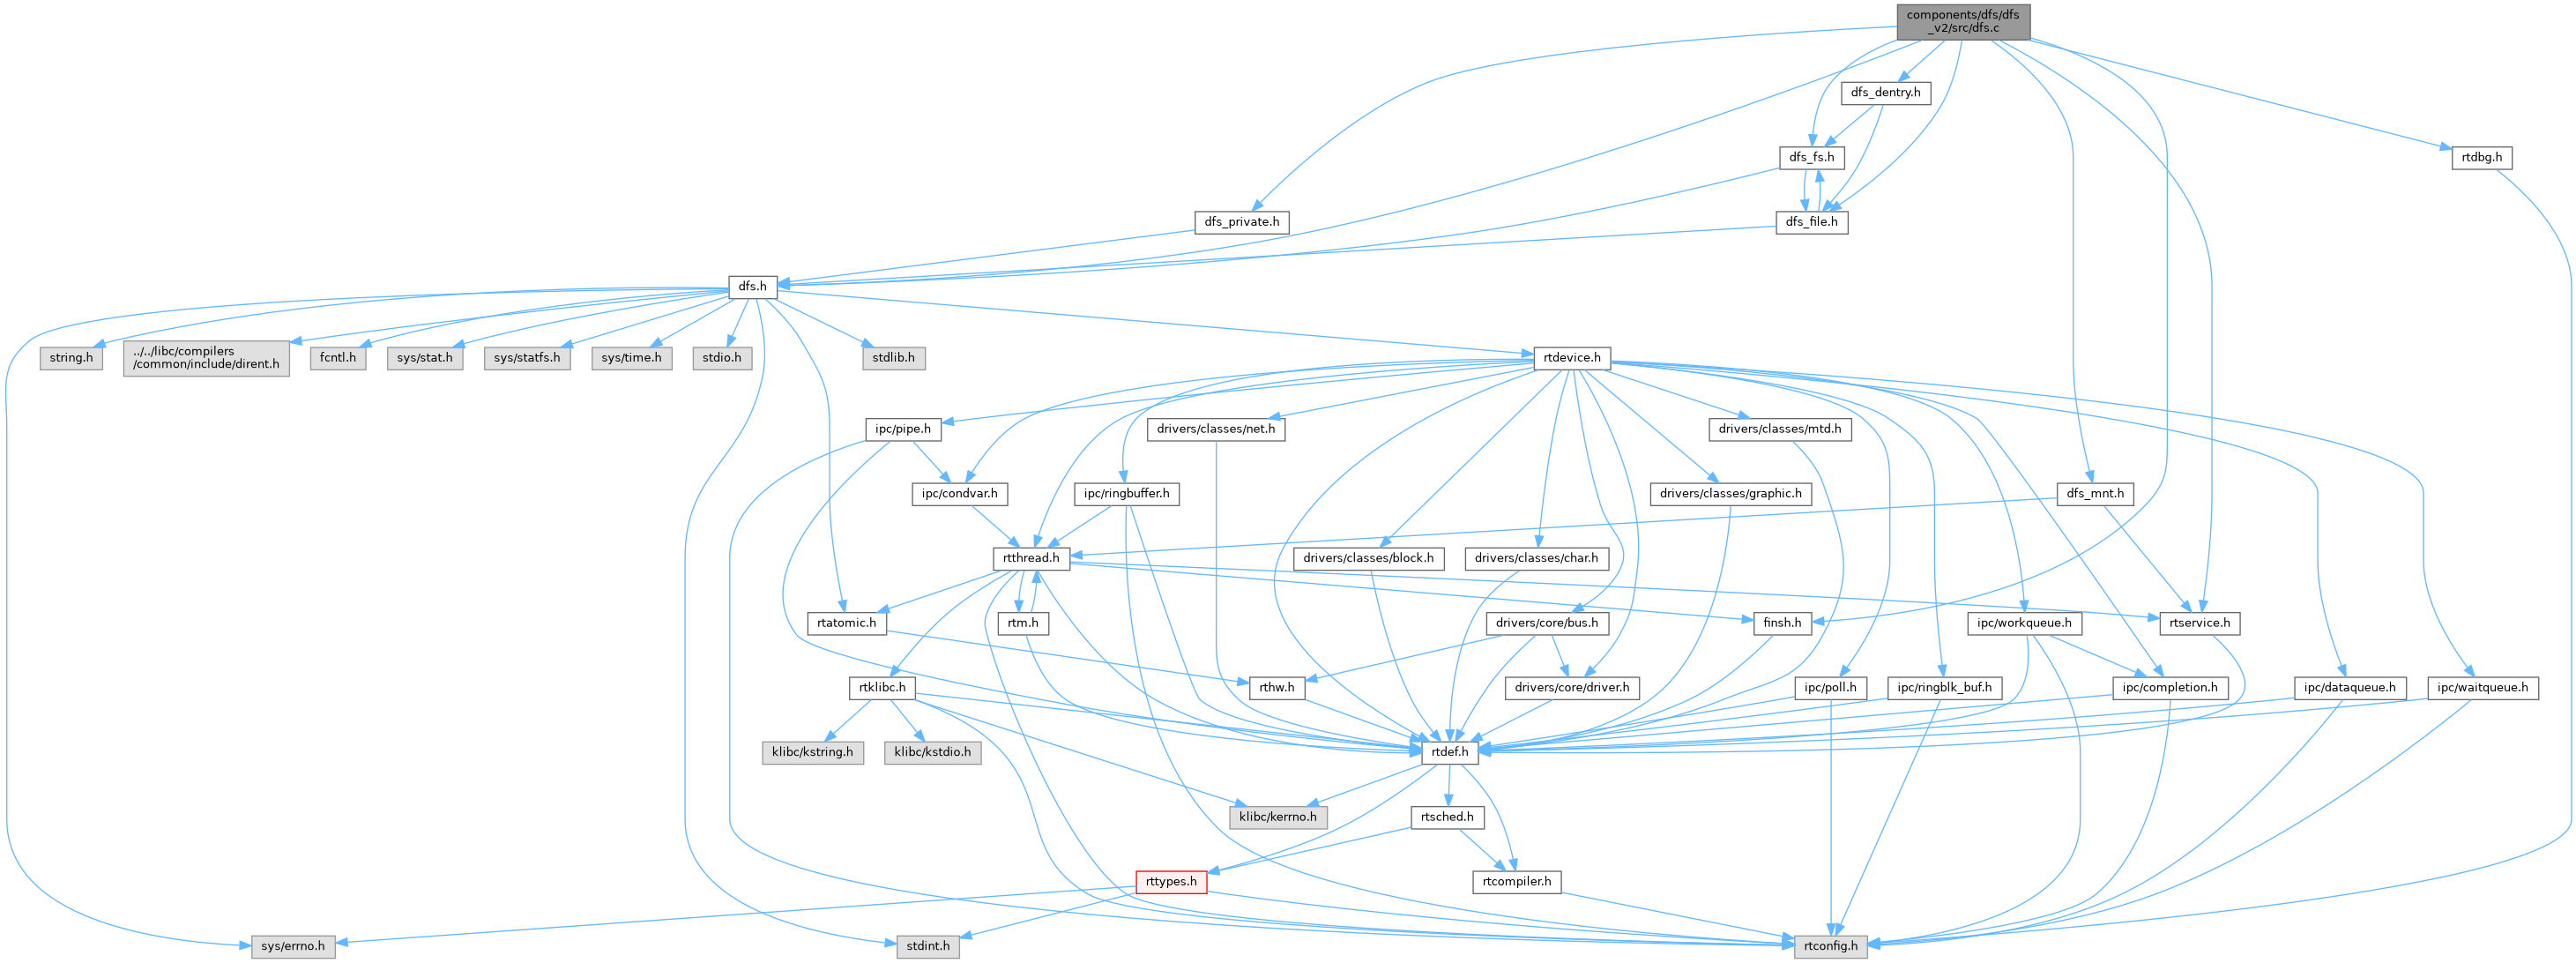 components/dfs/dfs
_v2/src/dfs.c
dfs_dentry.h
dfs_fs.h
rtdbg.h
dfs_private.h
dfs_file.h
dfs.h
string.h
../../libc/compilers
/common/include/dirent.h
fcntl.h
sys/stat.h
sys/statfs.h
sys/time.h
stdio.h
stdlib.h
rtdevice.h
ipc/pipe.h
drivers/classes/net.h
drivers/classes/mtd.h
ipc/condvar.h
ipc/ringbuffer.h
drivers/classes/graphic.h
dfs_mnt.h
rtthread.h
drivers/classes/block.h
drivers/classes/char.h
rtatomic.h
rtm.h
drivers/core/bus.h
finsh.h
ipc/workqueue.h
rtservice.h
rtklibc.h
rthw.h
drivers/core/driver.h
ipc/poll.h
ipc/ringblk_buf.h
ipc/completion.h
ipc/dataqueue.h
ipc/waitqueue.h
klibc/kstring.h
klibc/kstdio.h
rtdef.h
klibc/kerrno.h
rtsched.h
rttypes.h
rtcompiler.h
sys/errno.h
stdint.h
rtconfig.h